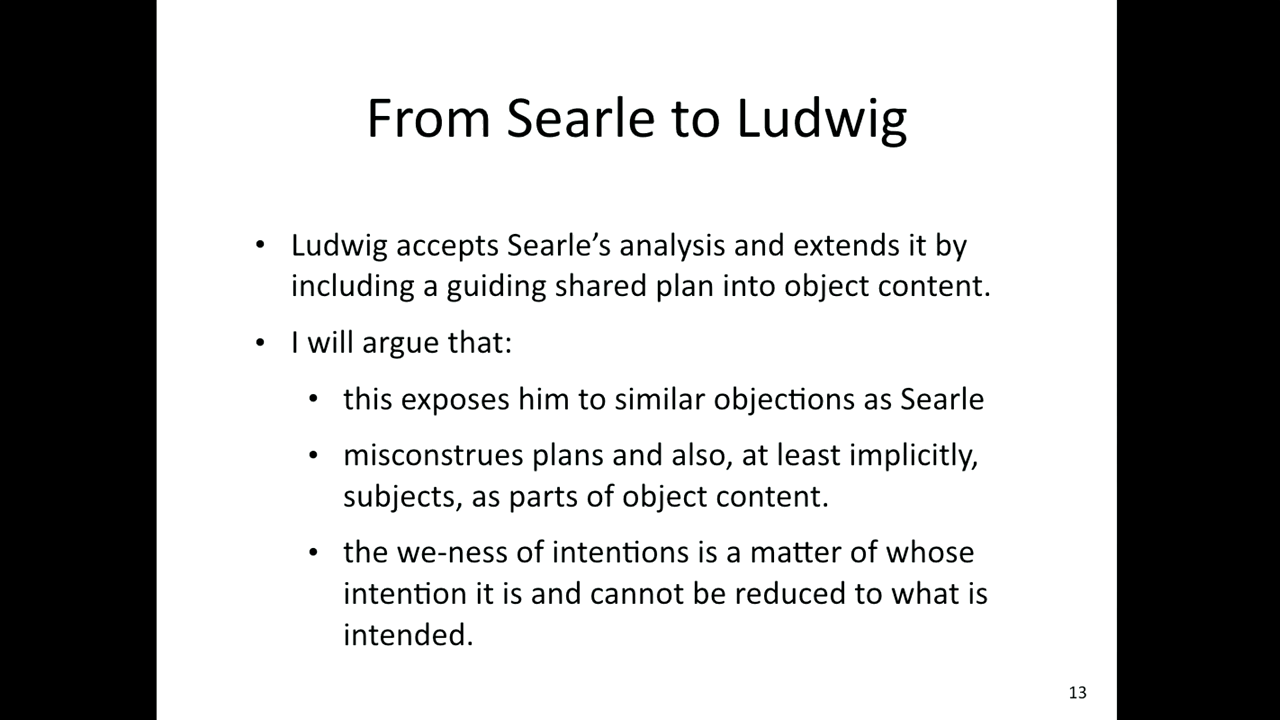 From Searle to Ludwig
• Ludwig accepts Searle’s analysis and extends it by
including a guiding shared plan into object content.
• I will argue that:
• this exposes him to similar objections as Searle
• misconstrues plans and also, at least implicitly,
subjects, as parts of object content.
• the we-ness of intentions is a matter of whose
intention it is and cannot be reduced to what is
intended.
13